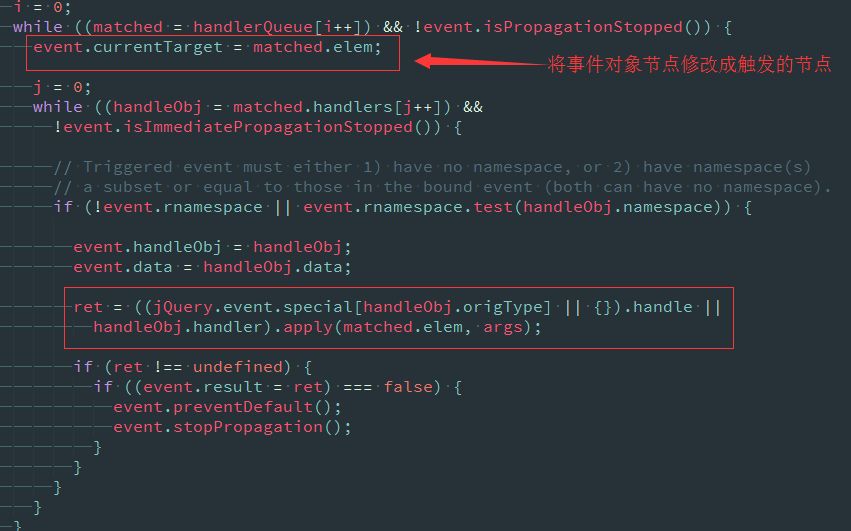 i = 0;
while ((matched = handlerQueue[i++]) && !event.isPropagationStopped()) {
event.currentTarget = matched.elem;
将事件对象节点修改成触发的节点
j = 0;
while ((handleObj = matched.handlers[j++]) &&
!event.isImmediatePropagationStopped()) {
// Triggered event must either 1) have no namespace, or 2) have namespace(s)
// a subset or equal to those in the bound event (both can have no namespace).
if (!event.rnamespace || event.rnamespace.test(handleObj.namespace)) {
event.handleObj = handleObj;
event.data = handleObj.data;
ret = ((jQuery.event.special[handleObj.origType] || {}).handle ||
handleObj.handler).apply(matched.elem, args);
if (ret !== undefined) {
if ((event.result = ret) === false) {
event.preventDefault();
event.stopPropagation();
}
}
}
}
}